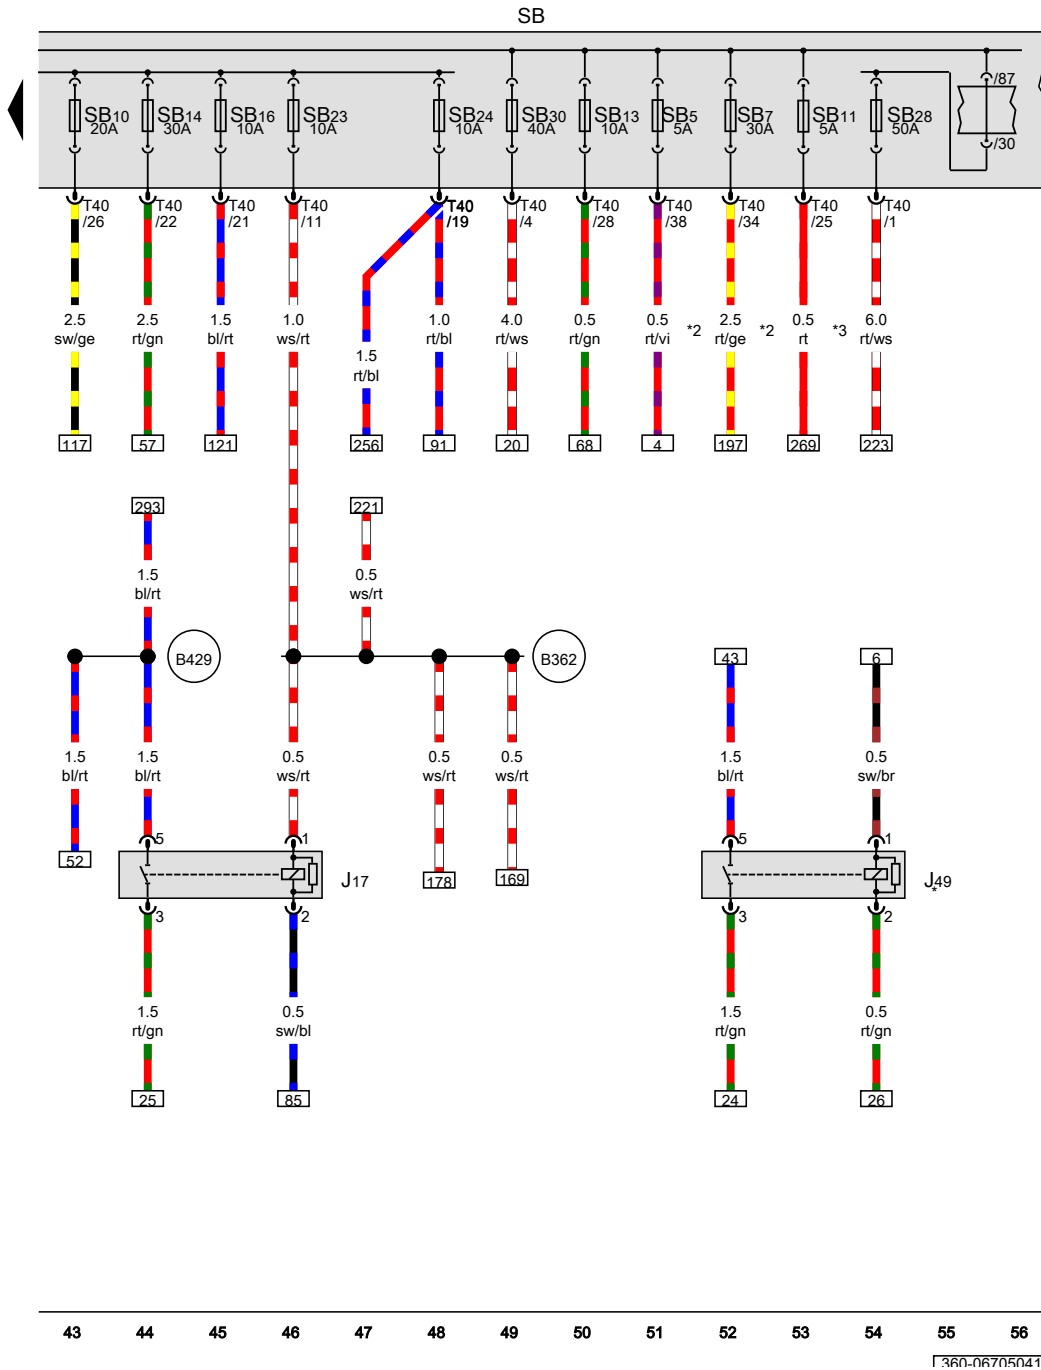 SB
/87
SB10 SB14 SB16 SB23 SB24 SB30 SB13 SB5 SB7 SB11 SB28
20A 30A 10A 10A 10A 40A 10A 5A 30A 5A 50A
/30
T40 T40 T40 T40 T40 T40 T40 T40 T40 T40 T40
/26 /22 /21 /11 /19 /4 /28 /38 /34 /25 /1
2.5 2.5 1.5 1.0 1.0 4.0 0.5 0.5 *2 2.5 *2 0.5 *3 6.0
sw/ge rt/gn bl/rt ws/rt rt/bl rt/ws rt/gn rt/vi rt/ge rt rt/ws
1.5
rt/bl
117 57 121 256 91 20 68 4 197 269 223
293 221
1.5 0.5
bl/rt ws/rt
B429 B362 43 6
1.5 1.5 0.5 0.5 0.5 1.5 0.5
bl/rt bl/rt ws/rt ws/rt ws/rt bl/rt sw/br
5 1 5 1
52 178 169
J17 J49
*
3 2 3 2
1.5 0.5 1.5 0.5
rt/gn sw/bl rt/gn rt/gn
25 85 24 26
43 44 45 46 47 48 49 50 51 52 53 54 55 56
360-06705041